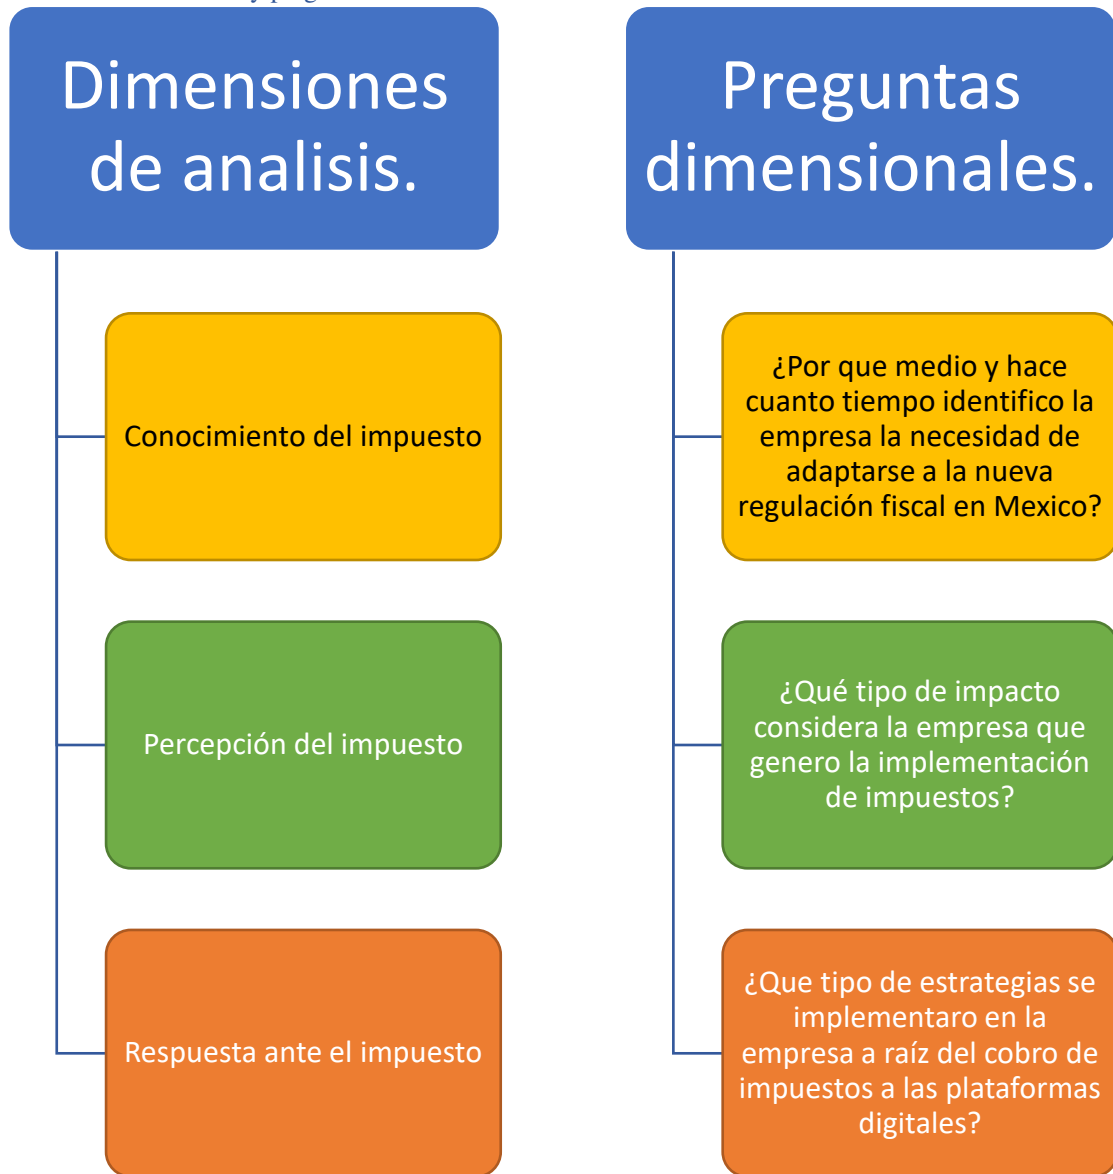 Dimensiones
de analisis.
Conocimiento del impuesto
Percepción del impuesto
Respuesta ante el impuesto
Preguntas
dimensionales.
¿Por que medio y hace
cuanto tiempo identifico la
empresa la necesidad de
adaptarse a la nueva
regulación fiscal en Mexico?
¿Qué tipo de impacto
considera la empresa que
genero la implementación
de impuestos?
¿Que tipo de estrategias se
implementaro en la
empresa a raíz del cobro de
impuestos a las plataformas
digitales?